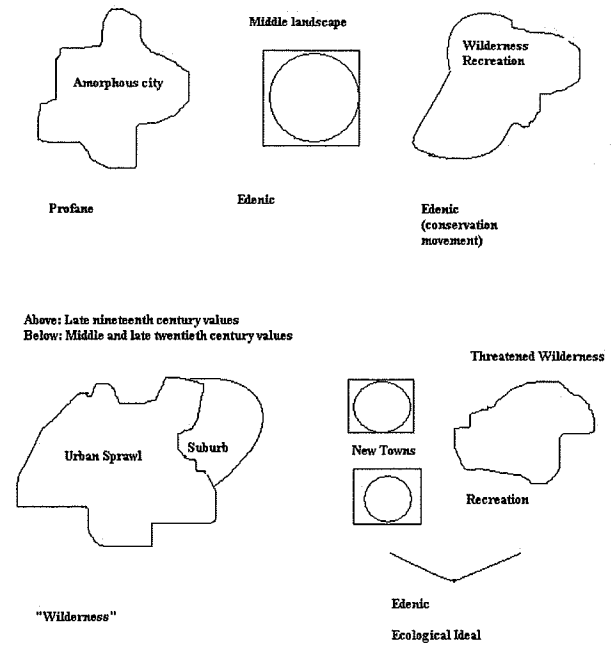 Middle landscape
Amorphous city
Wilderness
Recreation
Profane
Edenic
Edenic
(conservation
movement)
Above: Late nineteenth century values
Below: Middle and late twentieth century values
Threatened Wilderness
Urban Sprawl
Suburb
New Towns
Recreation
"Wilderness"
Edenic
Ecological Ideal